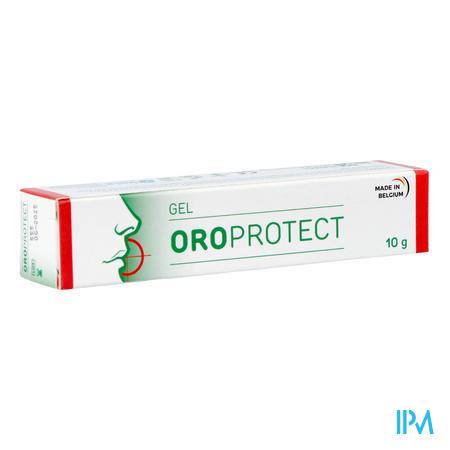 GEL
OROPROTECT
10 g
MADE IN
BELGIUM
OROPROTECT
IPM